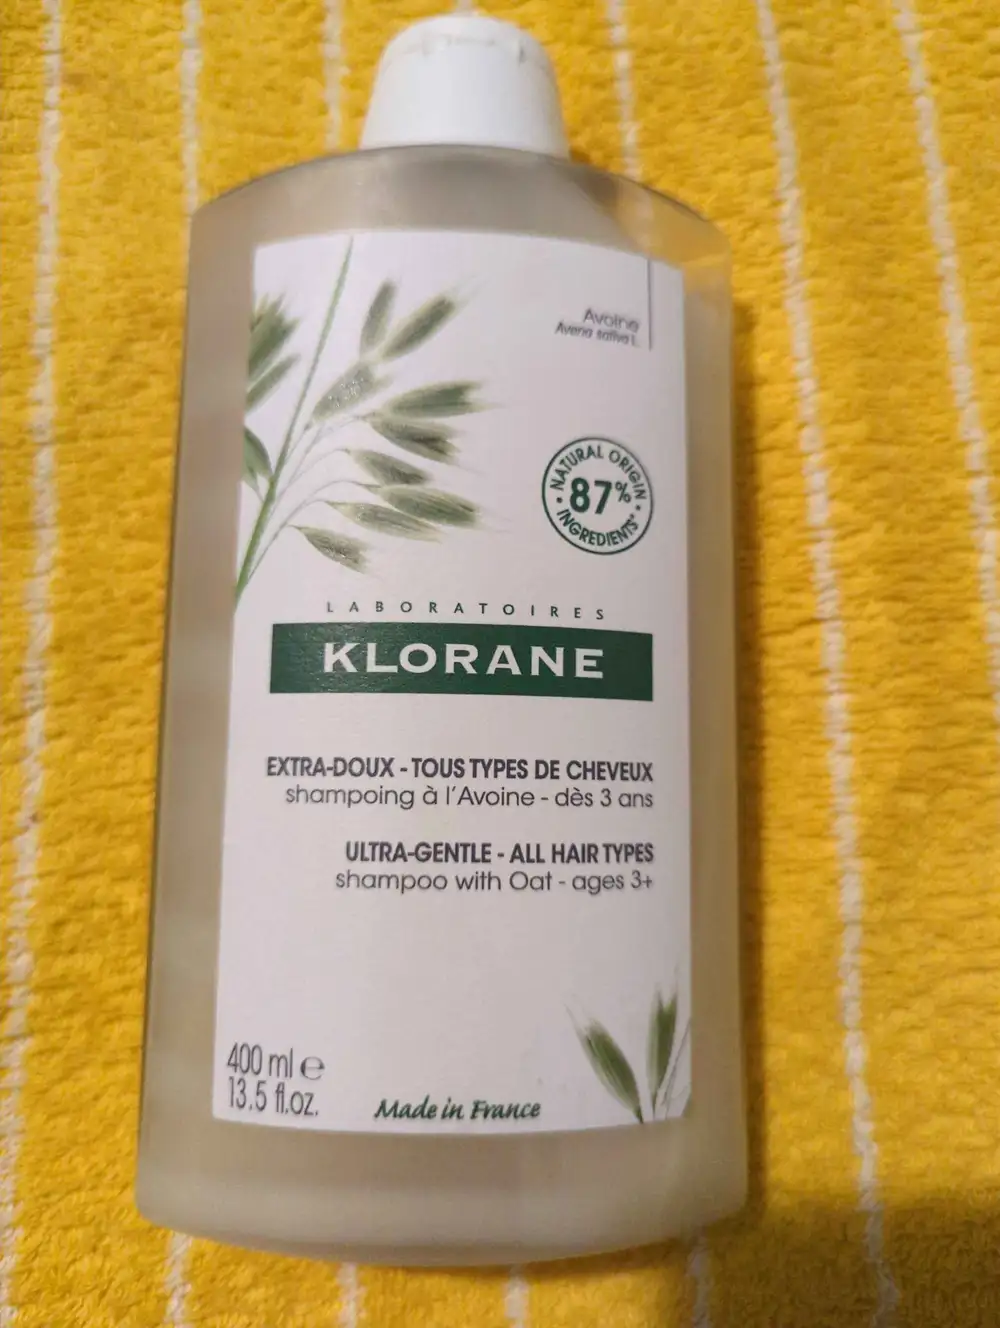 Avoine
Avena sativa L.
NATURAL ORIGIN
87%
INGREDIENTS*
LABORATOIRES
KLORANE
EXTRA-DOUX - TOUS TYPES DE CHEVEUX
shampoing à l'Avoine - dès 3 ans
ULTRA-GENTLE - ALL HAIR TYPES
shampoo with Oat - ages 3+
400 ml e
13.5 fl.oz.
Made in France